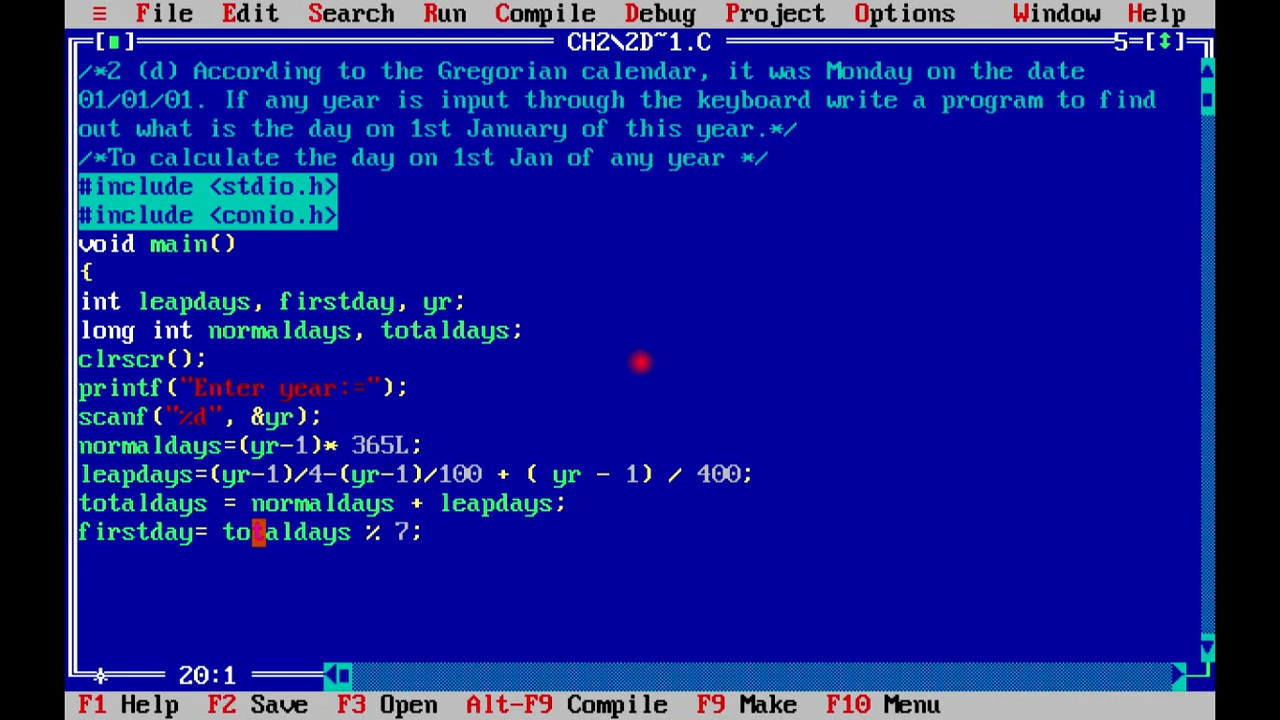 ≡ File Edit Search Run Compile Debug Project Options Window Help
[■] CH2\2D~1.C 5=[↕]
/*2 (d) According to the Gregorian calendar, it was Monday on the date
01/01/01. If any year is input through the keyboard write a program to find
out what is the day on 1st January of this year.*/
/*To calculate the day on 1st Jan of any year */
#include <stdio.h>
#include <conio.h>
void main()
{
int leapdays, firstday, yr;
long int normaldays, totaldays;
clrscr();
printf("Enter year:=");
scanf("%d", &yr);
normaldays=(yr-1)* 365L;
leapdays=(yr-1)/4-(yr-1)/100 + ( yr - 1) / 400;
totaldays = normaldays + leapdays;
firstday= totaldays % 7;
20:1
F1 Help F2 Save F3 Open Alt-F9 Compile F9 Make F10 Menu